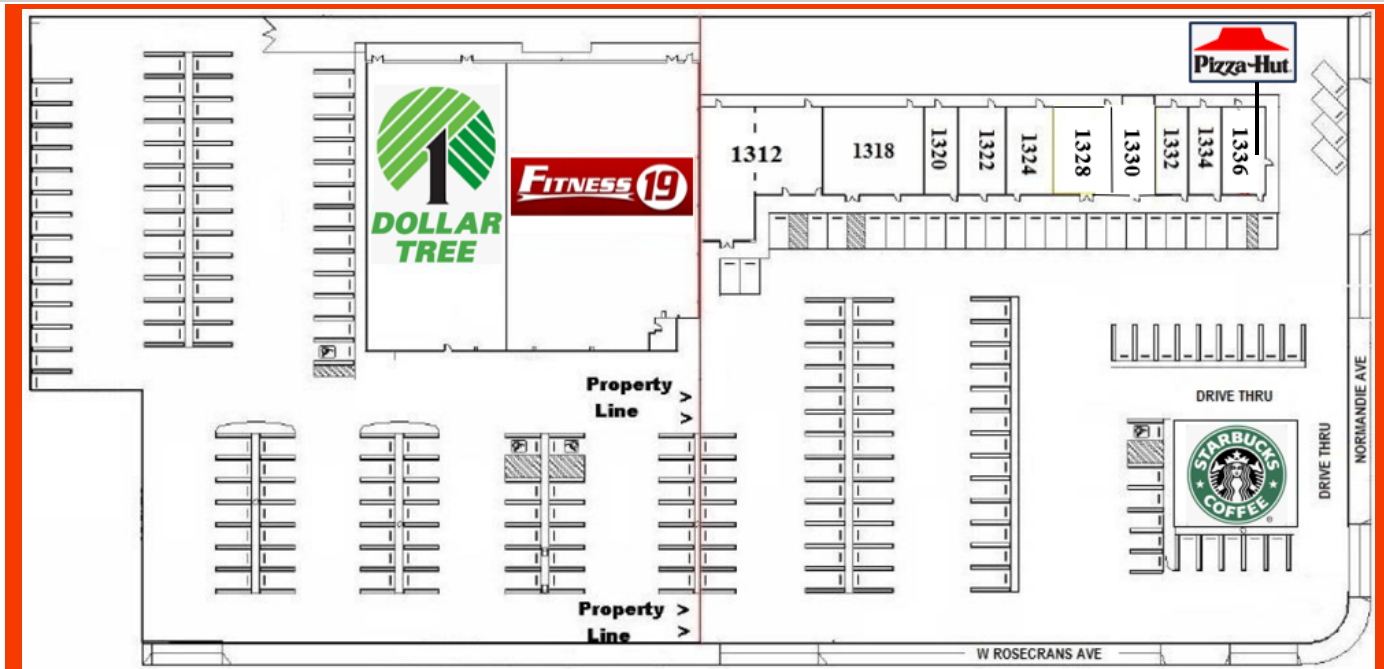 Pizza Hut
1
DOLLAR
TREE
FITNESS 19
1312
1318
1320
1322
1324
1328
1330
1332
1334
1336
Property >
Line >
DRIVE THRU
STARBUCKS
COFFEE
®
DRIVE THRU
NORMANDIE AVE
Property >
Line >
W ROSECRANS AVE